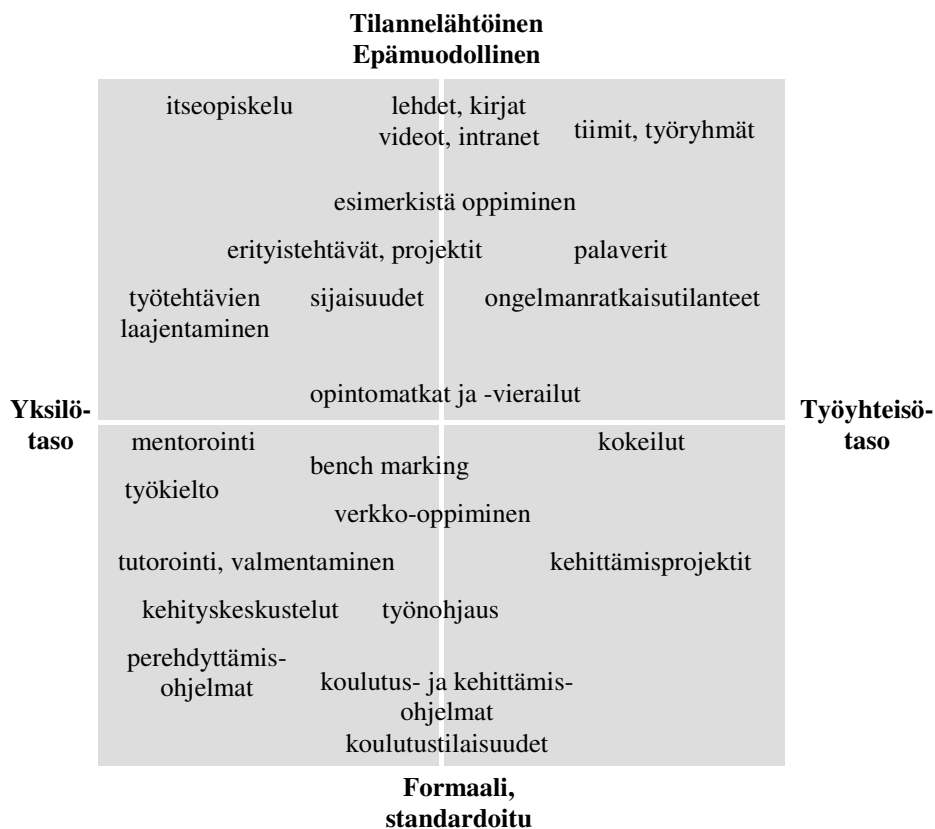 Tilannelähtöinen
Epämuodollinen
itseopiskelu
lehdet, kirjat
videot, intranet
tiimit, työryhmät
esimerkistä oppiminen
erityistehtävät, projektit
palaverit
työtehtävien
laajentaminen
sijaisuudet
ongelmanratkaisutilanteet
opintomatkat ja -vierailut
Yksilö-
taso
Työyhteisö-
taso
mentorointi
kokeilut
bench marking
työkielto
verkko-oppiminen
tutorointi, valmentaminen
kehittämisprojektit
kehityskeskustelut
työnohjaus
perehdyttämis-
ohjelmat
koulutus- ja kehittämis-
ohjelmat
koulutustilaisuudet
Formaali,
standardoitu